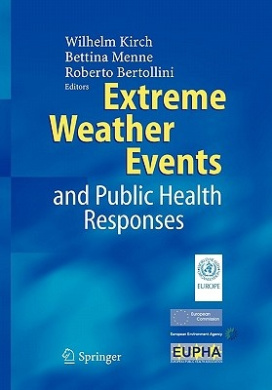 Wilhelm Kirch
Bettina Menne
Roberto Bertollini
Editors
Extreme
Weather
Events
and Public Health
Responses
EUROPE
European
Commission
European Environment Agency
EUPHA
Springer